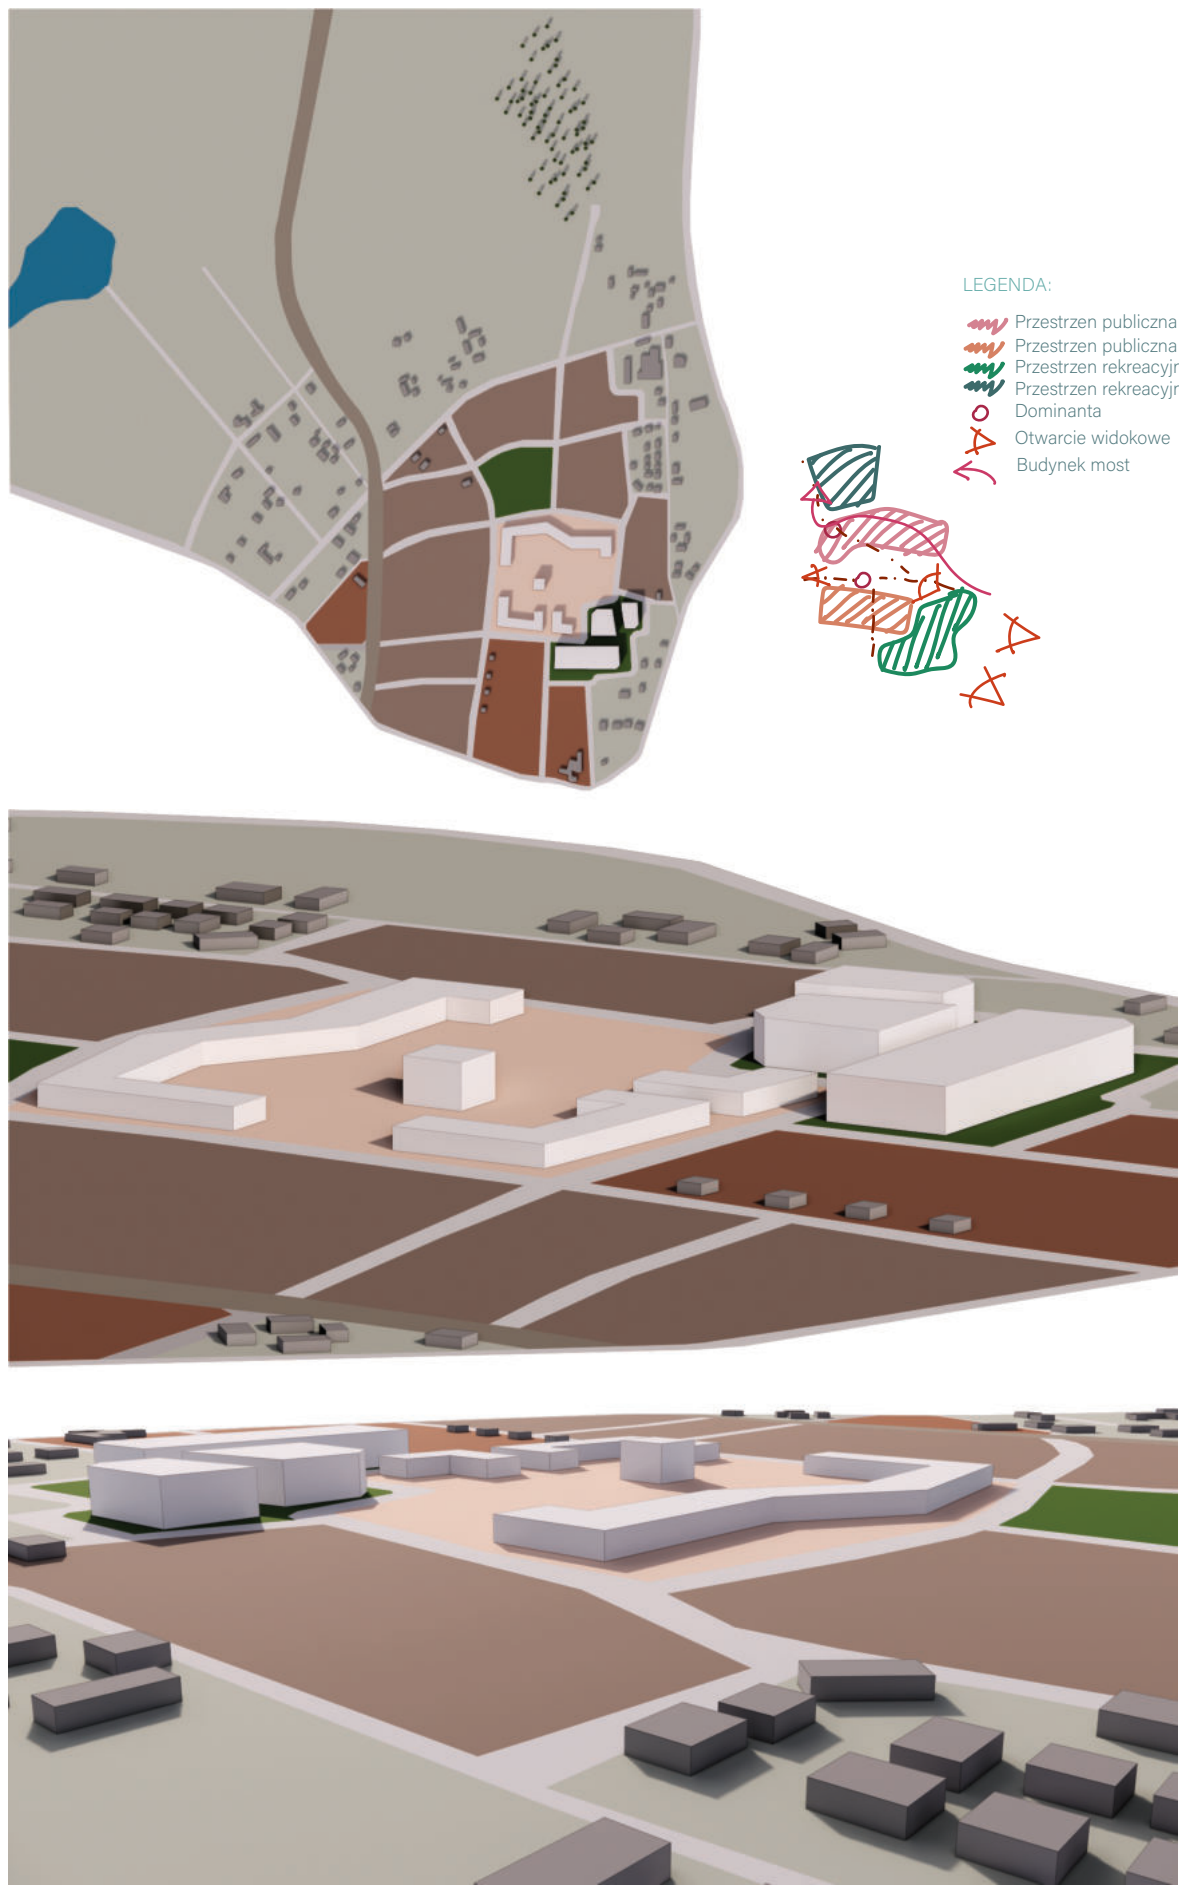 LEGENDA:
Przestrzen publiczna
Przestrzen publiczna
Przestrzen rekreacyjr
Przestrzen rekreacyjr
Dominanta
Otwarcie widokowe
Budynek most